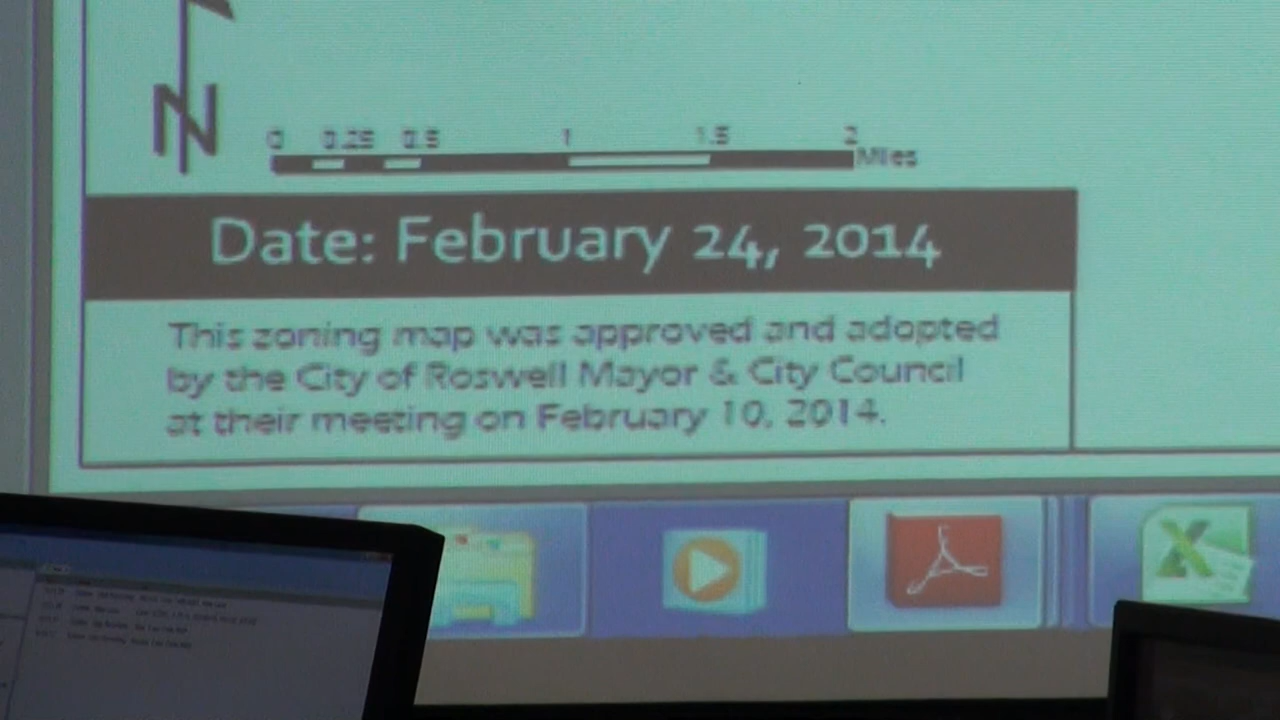 N
0 0.25 0.5 1 1.5 2
Miles
Date: February 24, 2014
This zoning map was approved and adopted
by the City of Roswell Mayor & City Council
at their meeting on February 10, 2014.